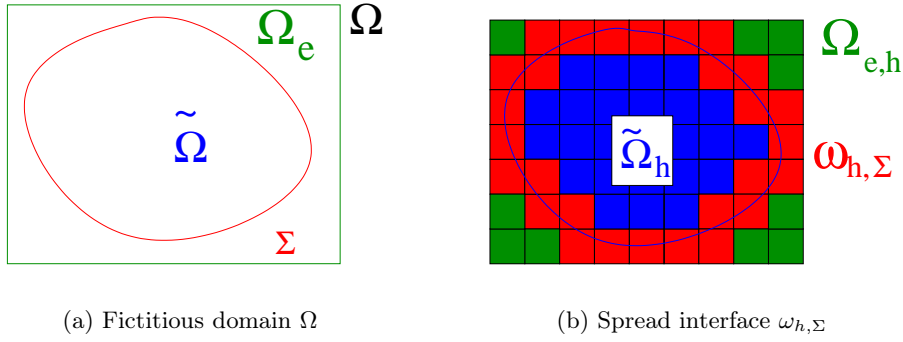 Ωₑ
Ω
Ω̃
Σ
(a) Fictitious domain Ω
Ωₑ,ₕ
Ω̃ₕ
ωₕ,Σ
(b) Spread interface ωₕ,Σ